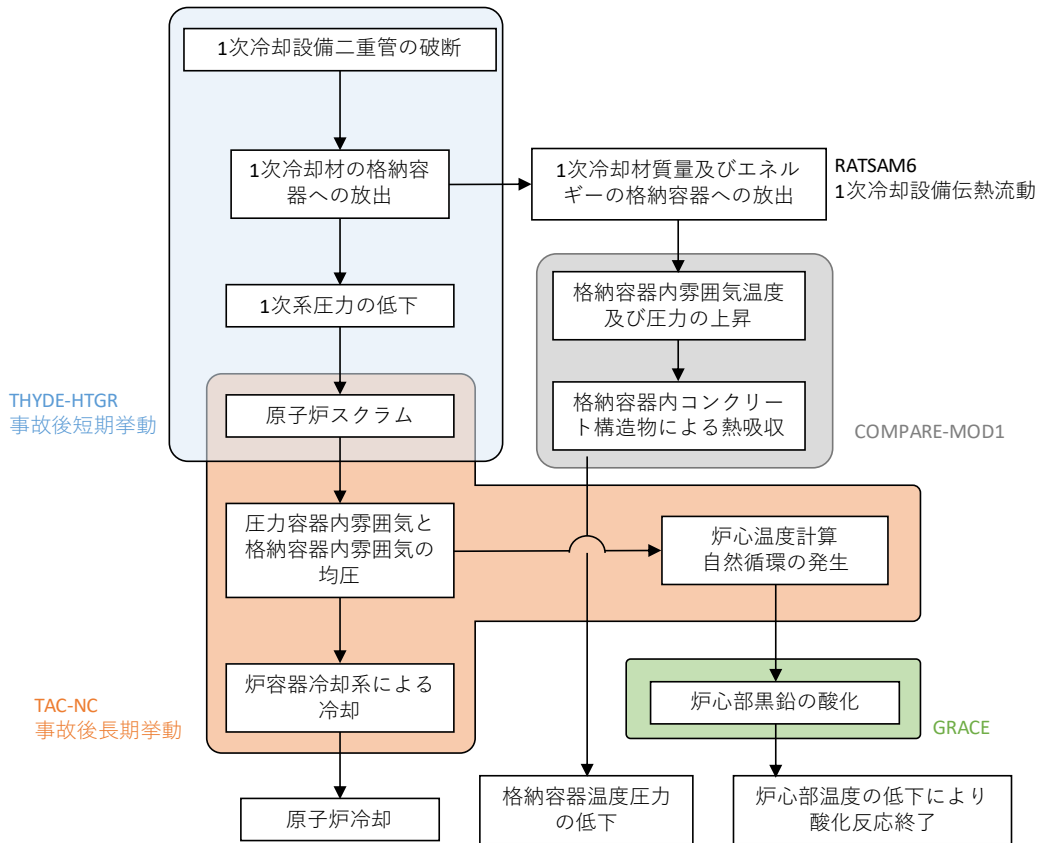 1次冷却設備二重管の破断
1次冷却材の格納容
器への放出
1次冷却材質量及びエネル
ギーの格納容器への放出
RATSAM6
1次冷却設備伝熱流動
1次系圧力の低下
格納容器内雰囲気温度
及び圧力の上昇
THYDE-HTGR
事故後短期挙動
原子炉スクラム
格納容器内コンクリー
ト構造物による熱吸収
COMPARE-MOD1
圧力容器内雰囲気と
格納容器内雰囲気の
均圧
炉心温度計算
自然循環の発生
TAC-NC
事故後長期挙動
炉容器冷却系による
冷却
炉心部黒鉛の酸化
GRACE
原子炉冷却
格納容器温度圧力
の低下
炉心部温度の低下により
酸化反応終了